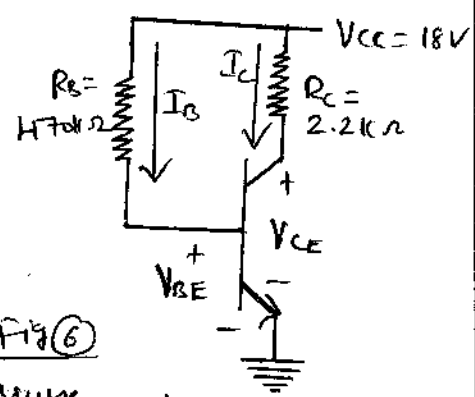 VCC = 18V
RB =
470kΩ
IB
IC
RC =
2.2kΩ
+
VCE
+
VBE
-
-
Fig 6